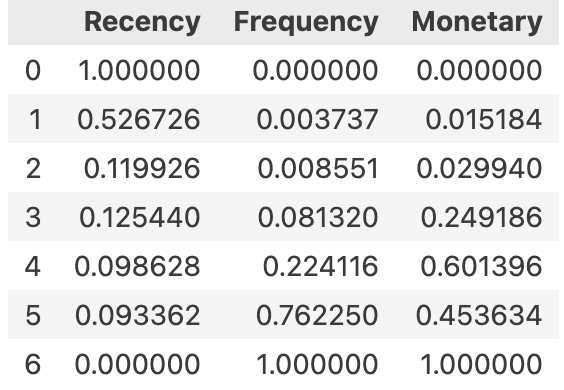 Recency Frequency Monetary
0 1.000000 0.000000 0.000000
1 0.526726 0.003737 0.015184
2 0.119926 0.008551 0.029940
3 0.125440 0.081320 0.249186
4 0.098628 0.224116 0.601396
5 0.093362 0.762250 0.453634
6 0.000000 1.000000 1.000000